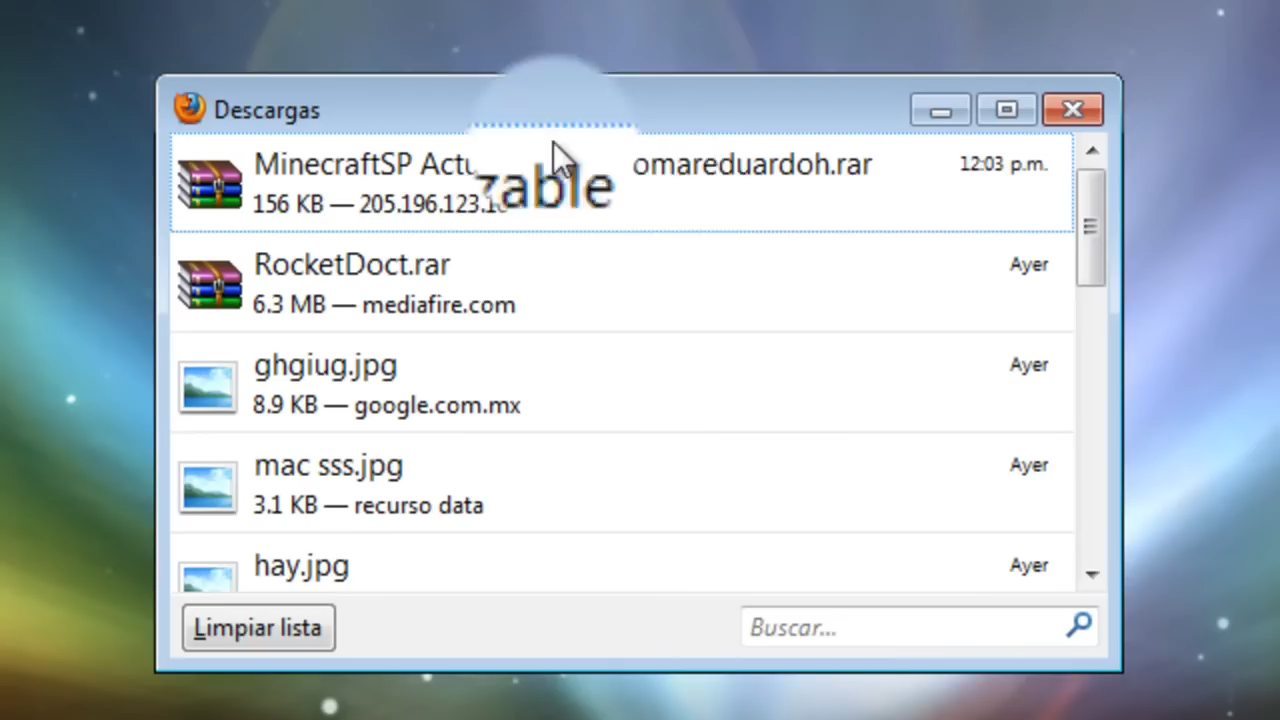 Descargas
MinecraftSP Actu zable omareduardoh.rar
12:03 p.m.
156 KB — 205.196.123.1
RocketDoct.rar
Ayer
6.3 MB — mediafire.com
ghgiug.jpg
Ayer
8.9 KB — google.com.mx
mac sss.jpg
Ayer
3.1 KB — recurso data
hay.jpg
Ayer
Limpiar lista
Buscar...